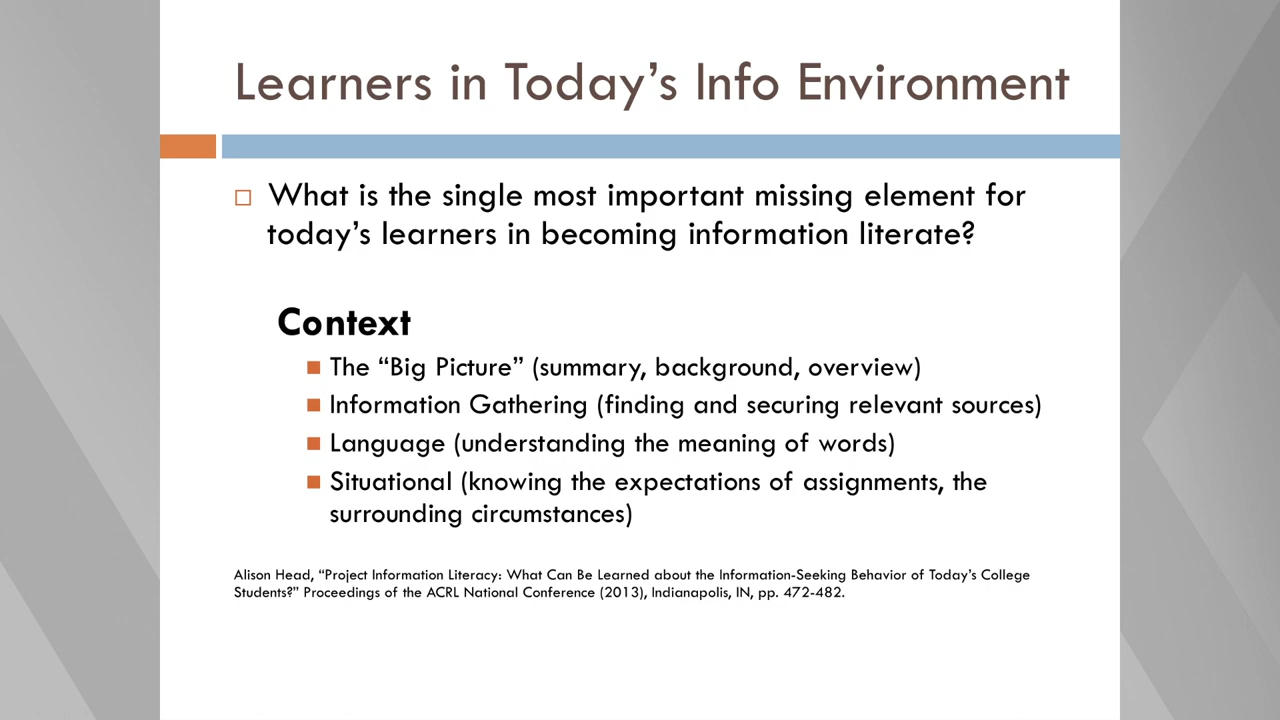 Learners in Today’s Info Environment
What is the single most important missing element for
today’s learners in becoming information literate?
Context
The “Big Picture” (summary, background, overview)
Information Gathering (finding and securing relevant sources)
Language (understanding the meaning of words)
Situational (knowing the expectations of assignments, the
surrounding circumstances)
Alison Head, “Project Information Literacy: What Can Be Learned about the Information-Seeking Behavior of Today’s College
Students?” Proceedings of the ACRL National Conference (2013), Indianapolis, IN, pp. 472-482.